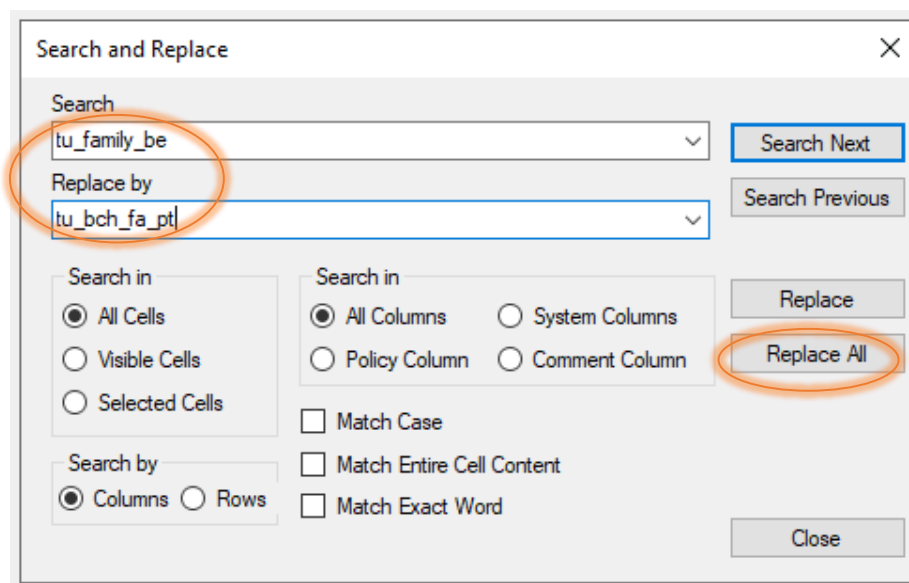 Search and Replace
Search
tu_family_be
Search Next
Replace by
Search Previous
tu_bch_fa_pt
Search in
Search in
Replace
All Cells
All Columns
System Columns
Visible Cells
Policy Column
Comment Column
Replace All
Selected Cells
Match Case
Search by
Match Entire Cell Content
Columns
Rows
Match Exact Word
Close